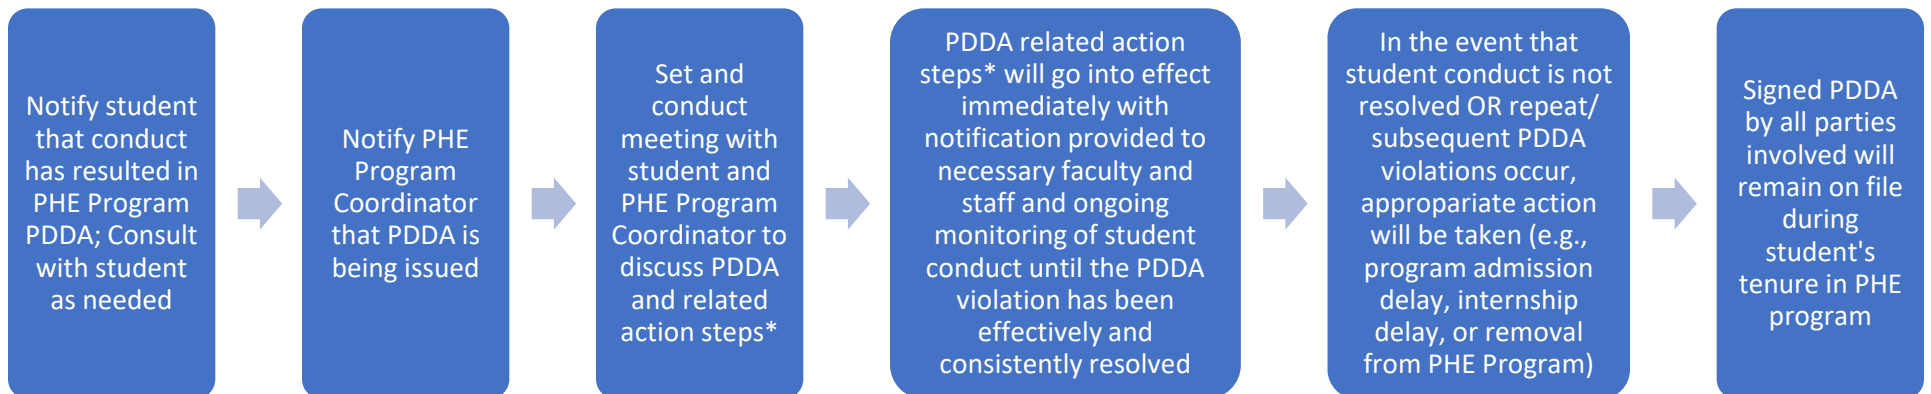 Notify student
that conduct
has resulted in
PHE Program
PDDA; Consult
with student
as needed
Notify PHE
Program
Coordinator
that PDDA is
being issued
Set and
conduct
meeting with
student and
PHE Program
Coordinator to
discuss PDDA
and related
action steps*
PDDA related action
steps* will go into effect
immediately with
notification provided to
necessary faculty and
staff and ongoing
monitoring of student
conduct until the PDDA
violation has been
effectively and
consistently resolved
In the event that
student conduct is not
resolved OR repeat/
subsequent PDDA
violations occur,
appropariate action
will be taken (e.g.,
program admission
delay, internship
delay, or removal
from PHE Program)
Signed PDDA
by all parties
involved will
remain on file
during
student's
tenure in PHE
program